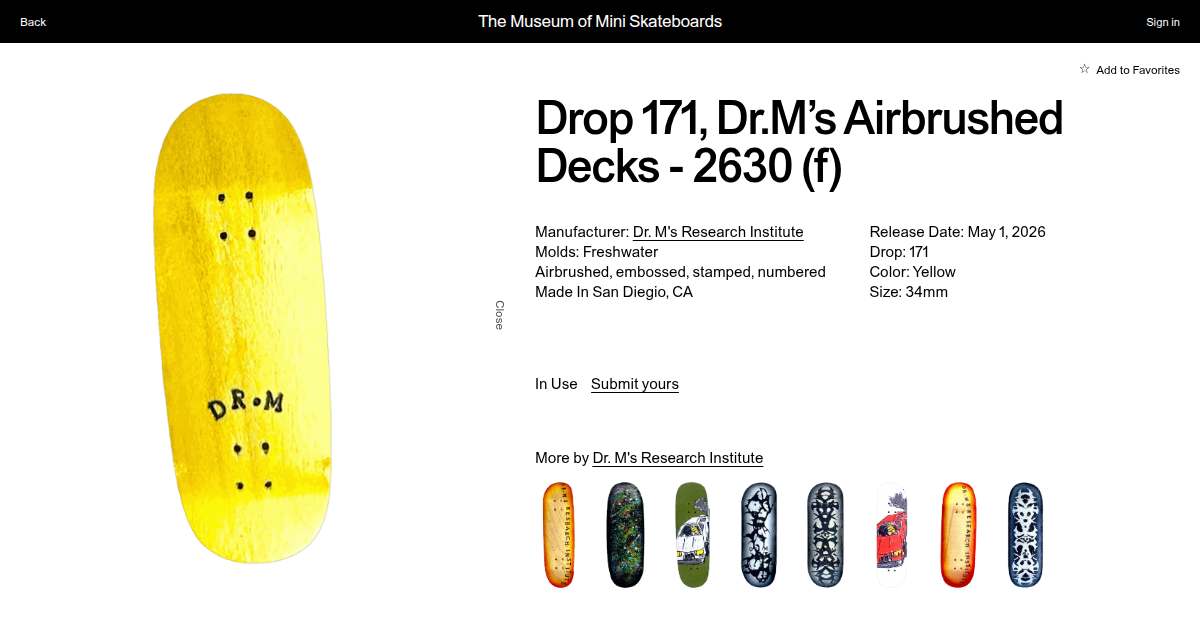 Back
The Museum of Mini Skateboards
Sign in
☆ Add to Favorites
Drop 171, Dr.M’s Airbrushed
Decks - 2630 (f)
Manufacturer: Dr. M's Research Institute
Molds: Freshwater
Airbrushed, embossed, stamped, numbered
Made In San Diegio, CA
Release Date: May 1, 2026
Drop: 171
Color: Yellow
Size: 34mm
DR•M
Close
In Use Submit yours
More by Dr. M's Research Institute